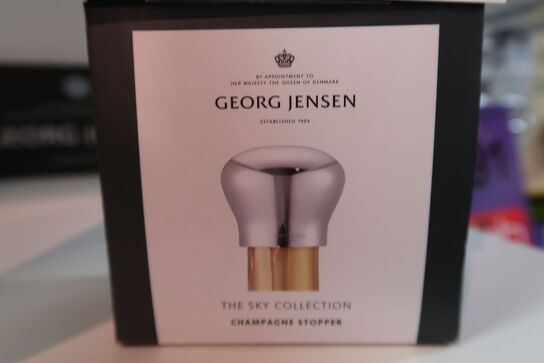 BY APPOINTMENT TO
HER MAJESTY THE QUEEN OF DENMARK
GEORG JENSEN
ESTABLISHED 1904
THE SKY COLLECTION
CHAMPAGNE STOPPER